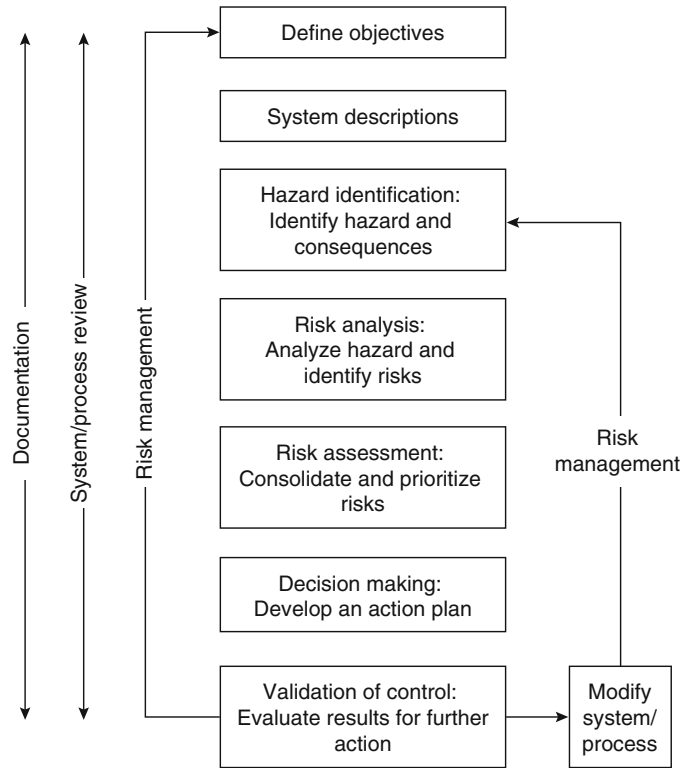 Define objectives
System descriptions
Hazard identification:
Identify hazard and
consequences
Risk analysis:
Analyze hazard and
identify risks
Risk assessment:
Consolidate and prioritize
risks
Decision making:
Develop an action plan
Validation of control:
Evaluate results for further
action
Modify
system/
process
Risk
management
Documentation
System/process review
Risk management